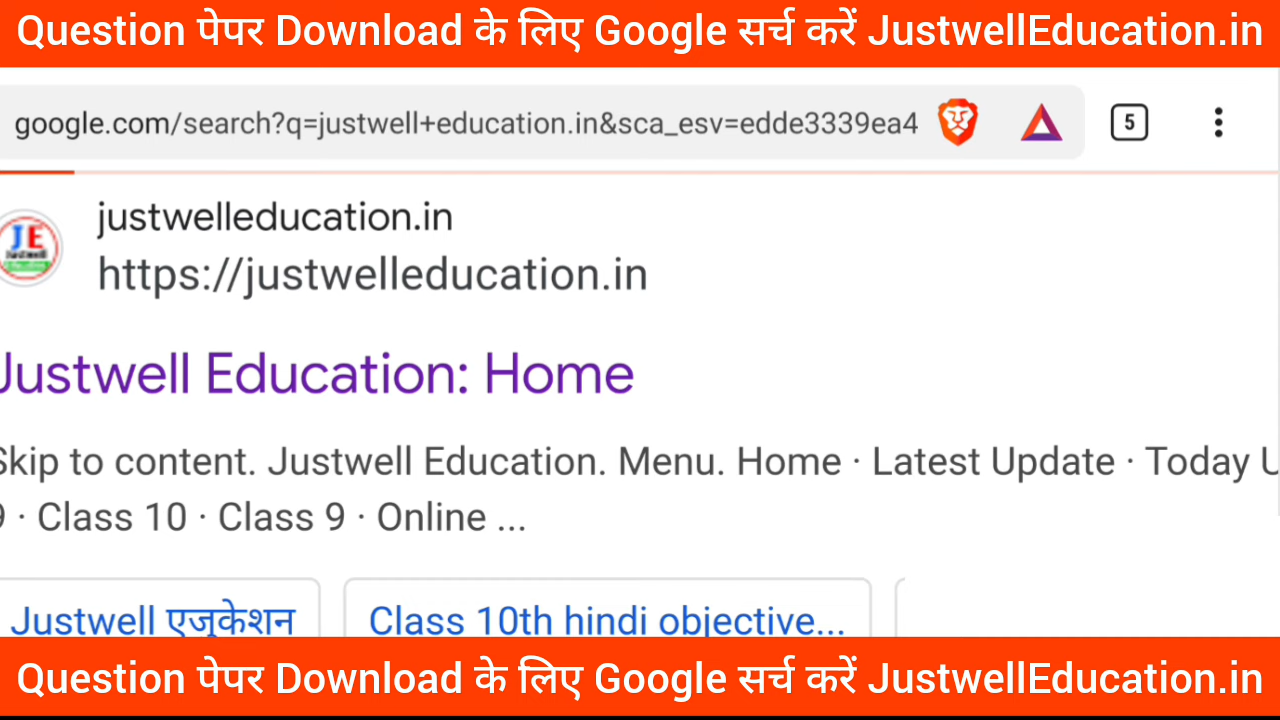 Question पेपर Download के लिए Google सर्च करें JustwellEducation.in
google.com/search?q=justwell+education.in&sca_esv=edde3339ea4
5
JE
justwelleducation.in
https://justwelleducation.in
Justwell Education: Home
Skip to content. Justwell Education. Menu. Home · Latest Update · Today U
9 · Class 10 · Class 9 · Online ...
Justwell एजुकेशन
Class 10th hindi objective...
Question पेपर Download के लिए Google सर्च करें JustwellEducation.in